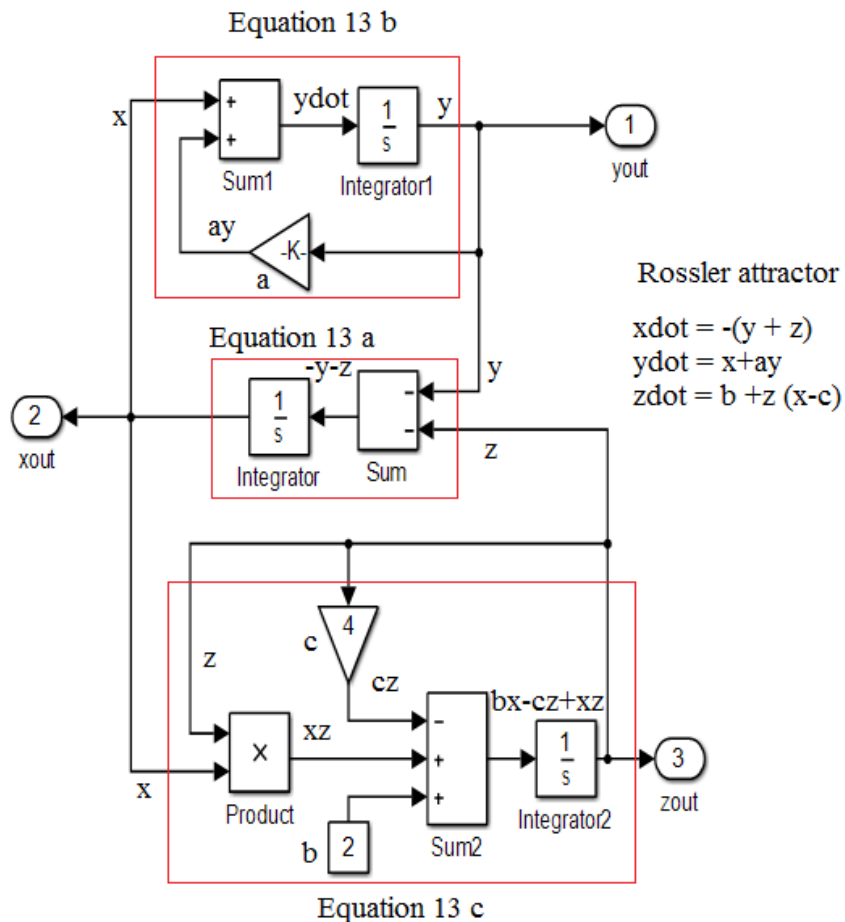 Equation 13 b
x
+
+
Sum1
ydot
1
s
Integrator1
y
1
yout
ay
-K-
a
Rossler attractor
xdot = -(y + z)
ydot = x+ay
zdot = b +z (x-c)
Equation 13 a
-y-z
y
2
xout
1
s
Integrator
-
-
Sum
z
4
c
z
cz
bx-cz+xz
x
X
Product
xz
-
+
+
Sum2
1
s
Integrator2
3
zout
b
2
Equation 13 c